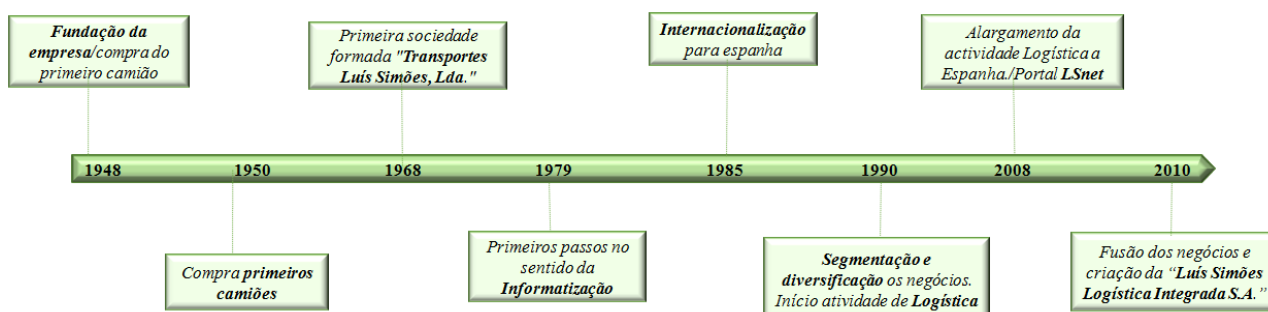 Fundação da
empresa/compra do
primeiro camião
Primeira sociedade
formada "Transportes
Luís Simões, Lda."
Internacionalização
para espanha
Alargamento da
actividade Logística a
Espanha./Portal LSnet
1948
1950
1968
1979
1985
1990
2008
2010
Compra primeiros
camiões
Primeiros passos no
sentido da
Informatização
Segmentação e
diversificação os negócios.
Início atividade de Logística
Fusão dos negócios e
criação da “Luís Simões
Logística Integrada S.A.”